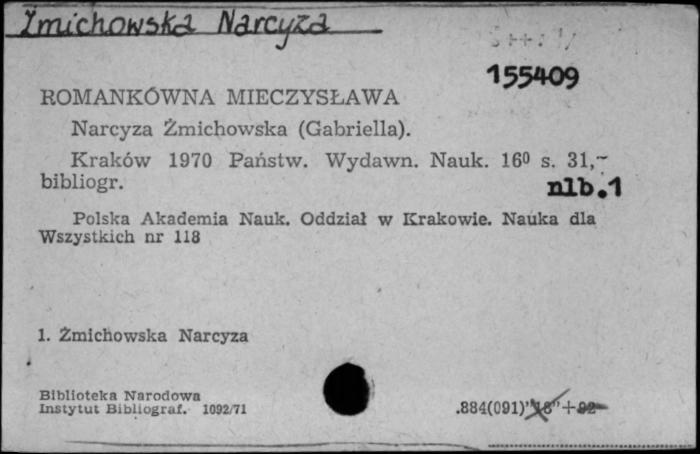 Żmichowska Narcyza
155409
ROMANKÓWNA MIECZYSŁAWA
Narcyza Żmichowska (Gabriella).
Kraków 1970 Państw. Wydawn. Nauk. 16⁰ s. 31,~
bibliogr. nlb.1
Polska Akademia Nauk. Oddział w Krakowie. Nauka dla
Wszystkich nr 118
1. Żmichowska Narcyza
Biblioteka Narodowa
Instytut Bibliograf. 1092/71
.884(091)"18"+92